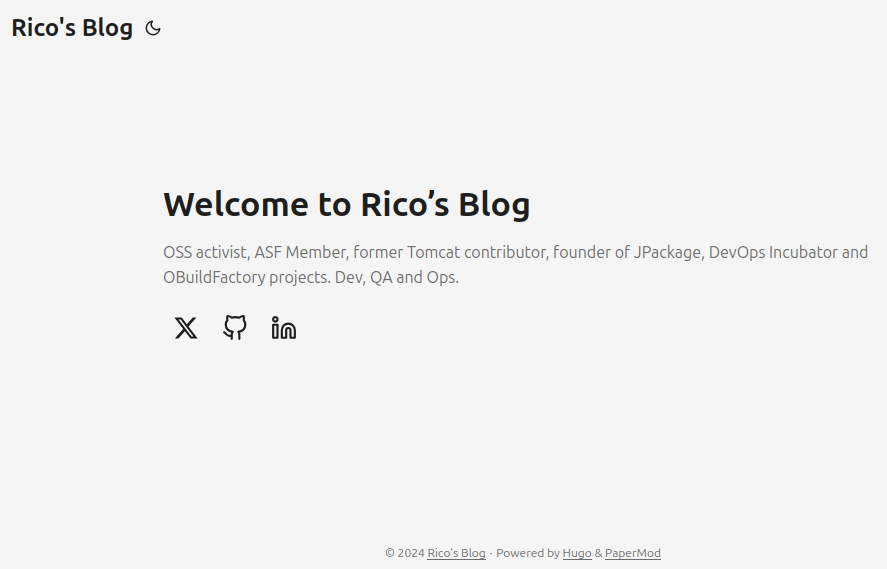 Rico's Blog
Welcome to Rico’s Blog
OSS activist, ASF Member, former Tomcat contributor, founder of JPackage, DevOps Incubator and
OBuildFactory projects. Dev, QA and Ops.
© 2024 Rico's Blog · Powered by Hugo & PaperMod